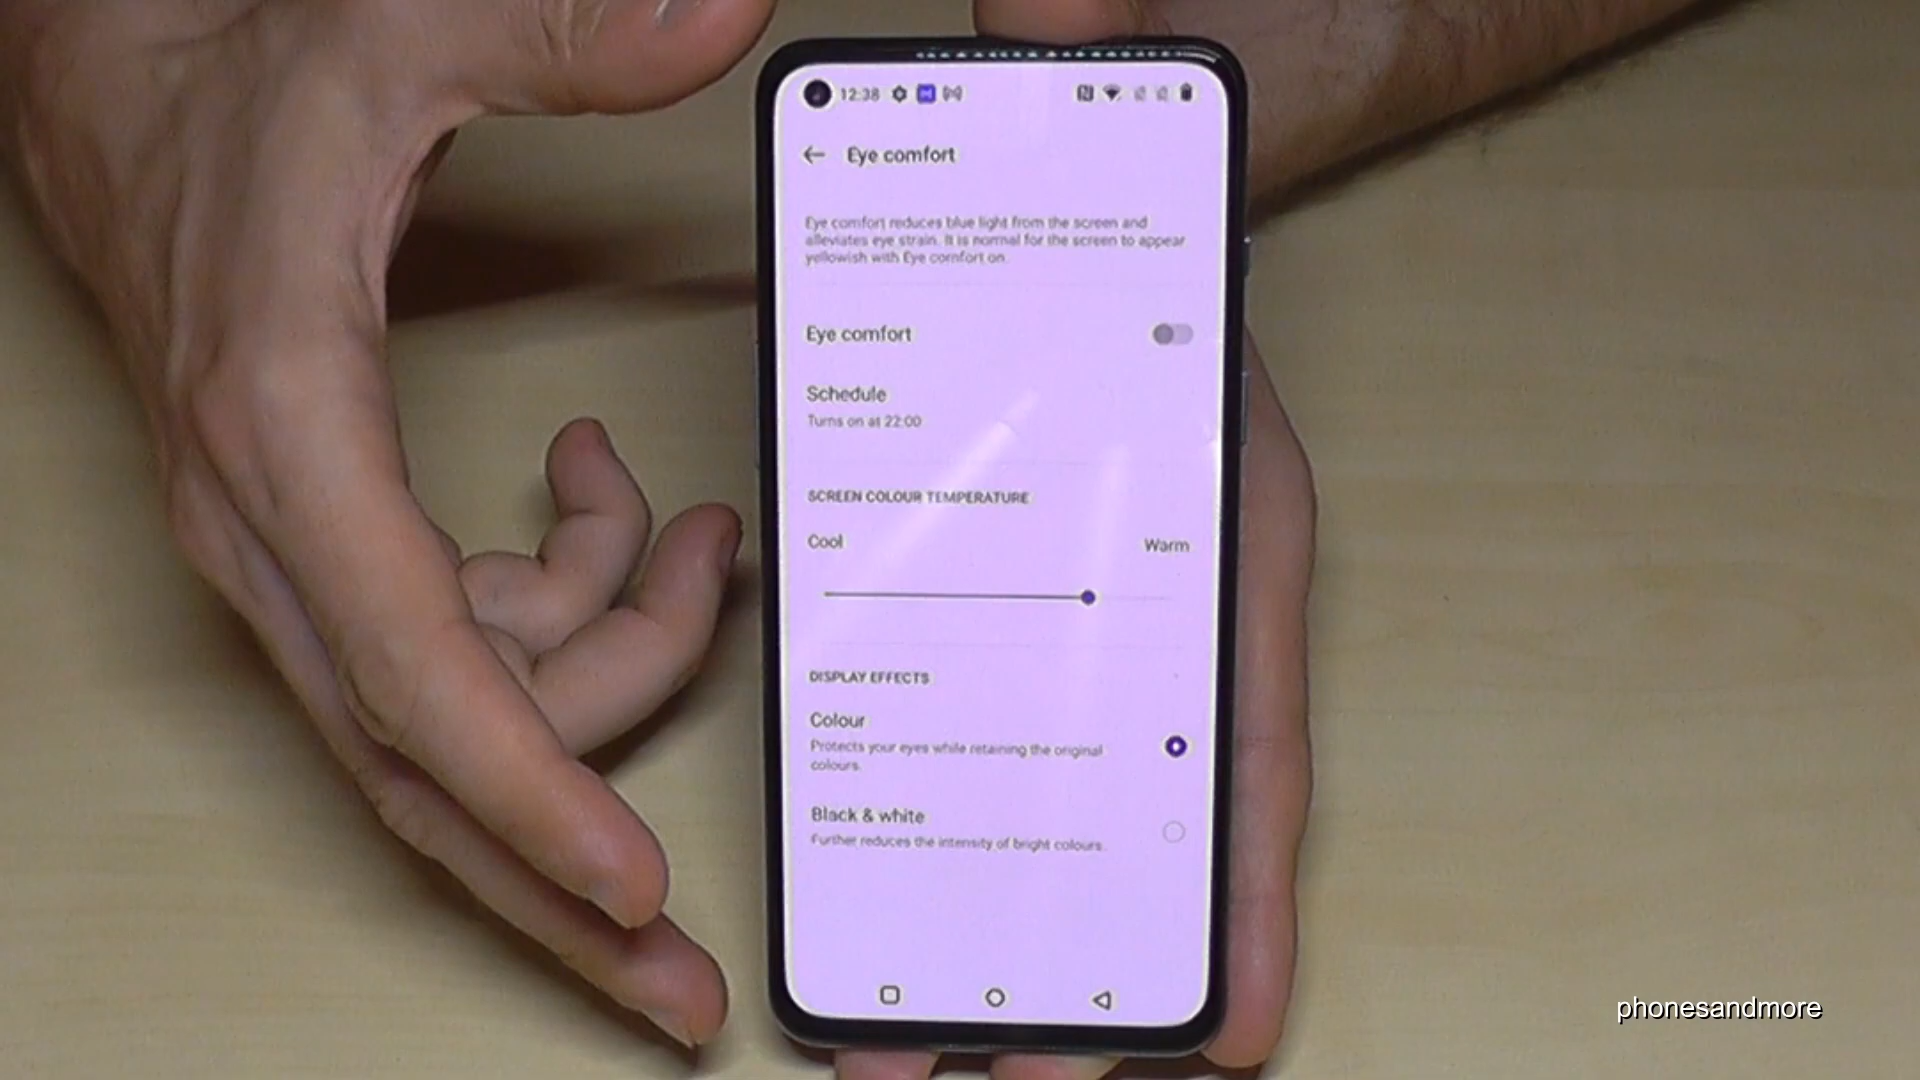 12:38
Eye comfort
Eye comfort reduces blue light from the screen and
alleviates eye strain. It is normal for the screen to appear
yellowish with Eye comfort on.
Eye comfort
Schedule
Turns on at 22:00
SCREEN COLOUR TEMPERATURE
Cool Warm
DISPLAY EFFECTS
Colour
Protects your eyes while retaining the original
colours.
Black & white
Further reduces the intensity of bright colours.
phonesandmore